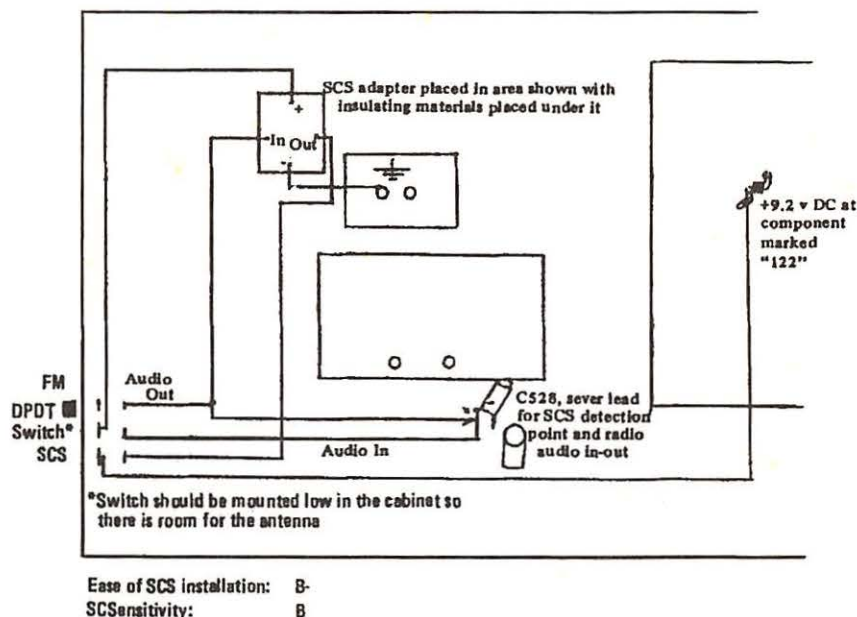 SCS adapter placed in area shown with
insulating materials placed under it
+
In Out
-
+9.2 v DC at
component
marked
"122"
FM
DPDT
Switch*
SCS
Audio
Out
Audio In
C528, sever lead
for SCS detection
point and radio
audio in-out
*Switch should be mounted low in the cabinet so
there is room for the antenna
Ease of SCS installation: B-
SCSensitivity: B